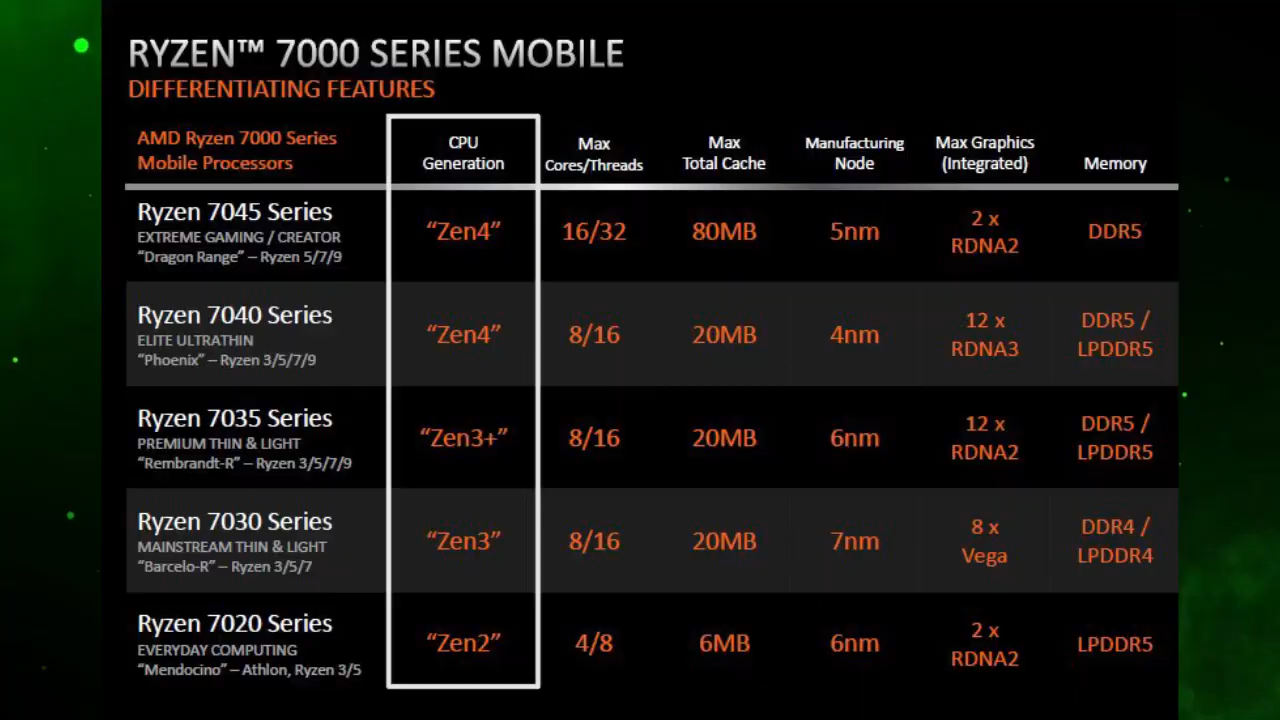 RYZEN™ 7000 SERIES MOBILE
DIFFERENTIATING FEATURES
AMD Ryzen 7000 Series
Mobile Processors
CPU
Generation
Max
Cores/Threads
Max
Total Cache
Manufacturing
Node
Max Graphics
(Integrated)
Memory
Ryzen 7045 Series
EXTREME GAMING / CREATOR
“Dragon Range” – Ryzen 5/7/9
“Zen4”
16/32
80MB
5nm
2 x
RDNA2
DDR5
Ryzen 7040 Series
ELITE ULTRATHIN
“Phoenix” – Ryzen 3/5/7/9
“Zen4”
8/16
20MB
4nm
12 x
RDNA3
DDR5 /
LPDDR5
Ryzen 7035 Series
PREMIUM THIN & LIGHT
“Rembrandt-R” – Ryzen 3/5/7/9
“Zen3+”
8/16
20MB
6nm
12 x
RDNA2
DDR5 /
LPDDR5
Ryzen 7030 Series
MAINSTREAM THIN & LIGHT
“Barcelo-R” – Ryzen 3/5/7
“Zen3”
8/16
20MB
7nm
8 x
Vega
DDR4 /
LPDDR4
Ryzen 7020 Series
EVERYDAY COMPUTING
“Mendocino” – Athlon, Ryzen 3/5
“Zen2”
4/8
6MB
6nm
2 x
RDNA2
LPDDR5